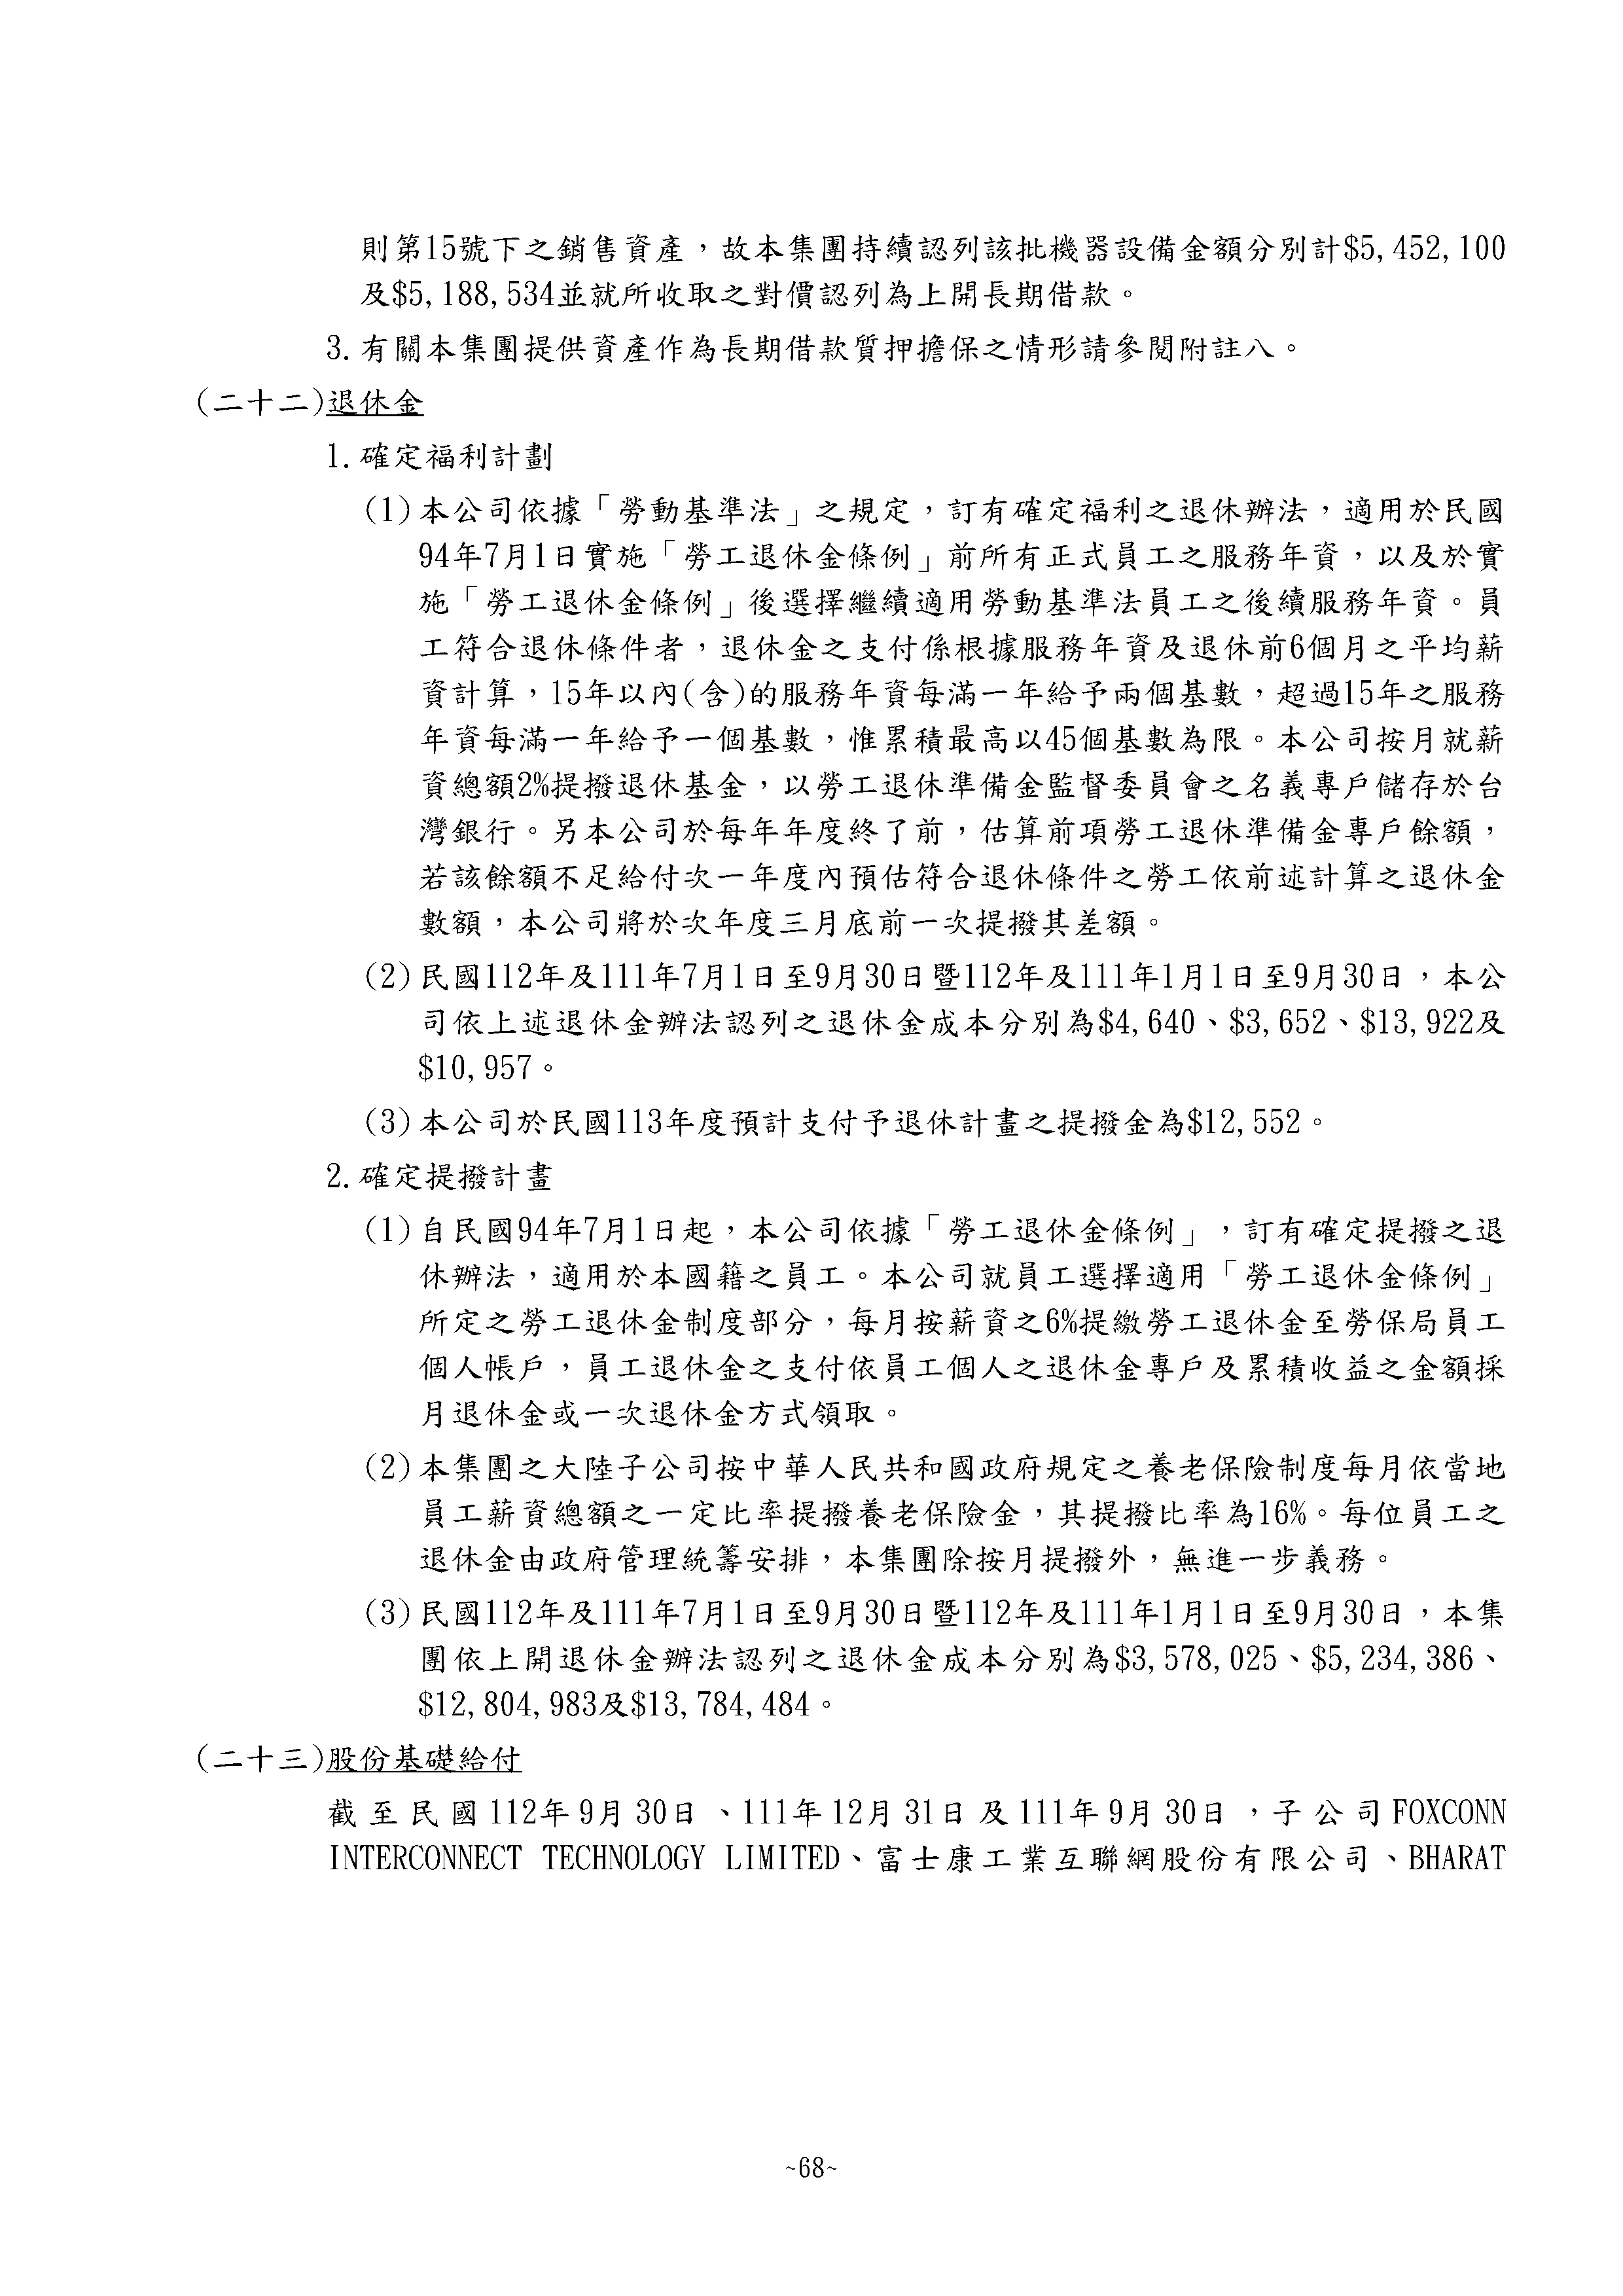 則第15號下之銷售資產，故本集團持續認列該批機器設備金額分別計$5,452,100
及$5,188,534並就所收取之對價認列為上開長期借款。
3.有關本集團提供資產作為長期借款質押擔保之情形請參閱附註八。
(二十二)退休金
1.確定福利計劃
(1)本公司依據「勞動基準法」之規定，訂有確定福利之退休辦法，適用於民國
94年7月1日實施「勞工退休金條例」前所有正式員工之服務年資，以及於實
施「勞工退休金條例」後選擇繼續適用勞動基準法員工之後續服務年資。員
工符合退休條件者，退休金之支付係根據服務年資及退休前6個月之平均薪
資計算，15年以內(含)的服務年資每滿一年給予兩個基數，超過15年之服務
年資每滿一年給予一個基數，惟累積最高以45個基數為限。本公司按月就薪
資總額2%提撥退休基金，以勞工退休準備金監督委員會之名義專戶儲存於台
灣銀行。另本公司於每年年度終了前，估算前項勞工退休準備金專戶餘額，
若該餘額不足給付次一年度內預估符合退休條件之勞工依前述計算之退休金
數額，本公司將於次年度三月底前一次提撥其差額。
(2)民國112年及111年7月1日至9月30日暨112年及111年1月1日至9月30日，本公
司依上述退休金辦法認列之退休金成本分別為$4,640、$3,652、$13,922及
$10,957。
(3)本公司於民國113年度預計支付予退休計畫之提撥金為$12,552。
2.確定提撥計畫
(1)自民國94年7月1日起，本公司依據「勞工退休金條例」，訂有確定提撥之退
休辦法，適用於本國籍之員工。本公司就員工選擇適用「勞工退休金條例」
所定之勞工退休金制度部分，每月按薪資之6%提繳勞工退休金至勞保局員工
個人帳戶，員工退休金之支付依員工個人之退休金專戶及累積收益之金額採
月退休金或一次退休金方式領取。
(2)本集團之大陸子公司按中華人民共和國政府規定之養老保險制度每月依當地
員工薪資總額之一定比率提撥養老保險金，其提撥比率為16%。每位員工之
退休金由政府管理統籌安排，本集團除按月提撥外，無進一步義務。
(3)民國112年及111年7月1日至9月30日暨112年及111年1月1日至9月30日，本集
團依上開退休金辦法認列之退休金成本分別為$3,578,025、$5,234,386、
$12,804,983及$13,784,484。
(二十三)股份基礎給付
截至民國112年9月30日、111年12月31日及111年9月30日，子公司FOXCONN
INTERCONNECT TECHNOLOGY LIMITED、富士康工業互聯網股份有限公司、BHARAT
~68~